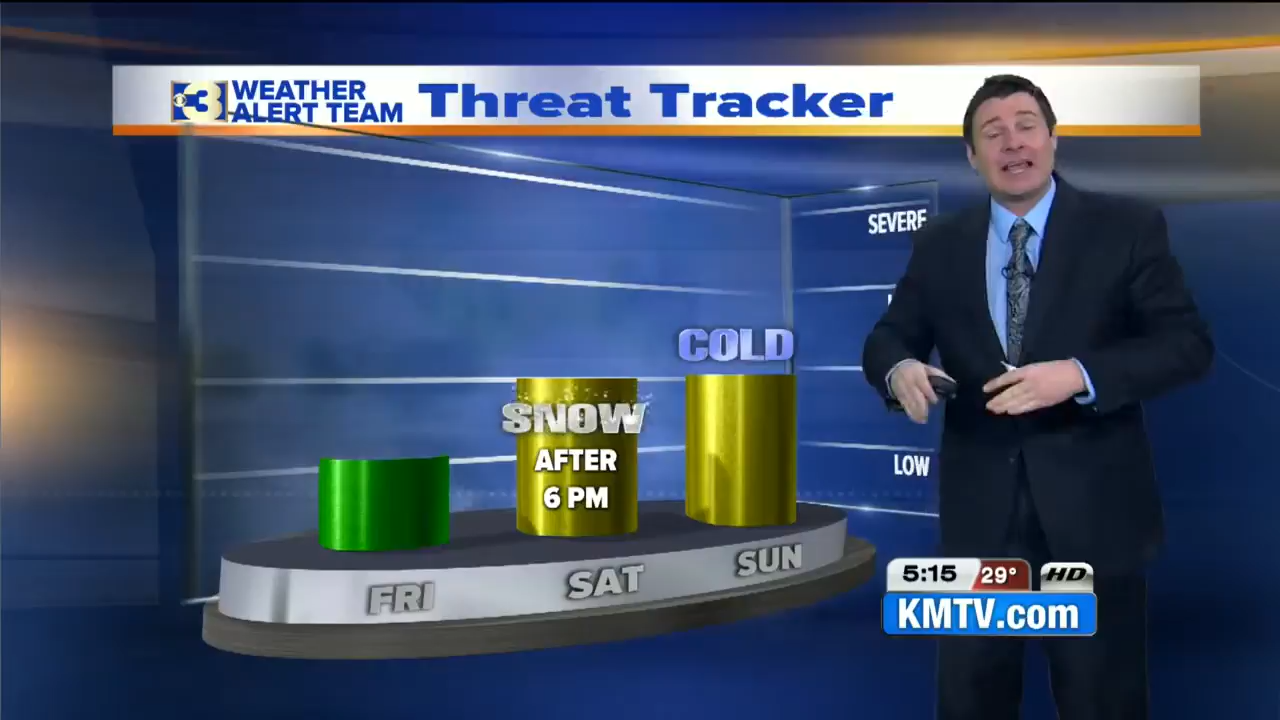 3 WEATHER
ALERT TEAM
Threat Tracker
SEVERE
COLD
SNOW
AFTER
6 PM
LOW
FRI
SAT
SUN
5:15 29° HD
KMTV.com